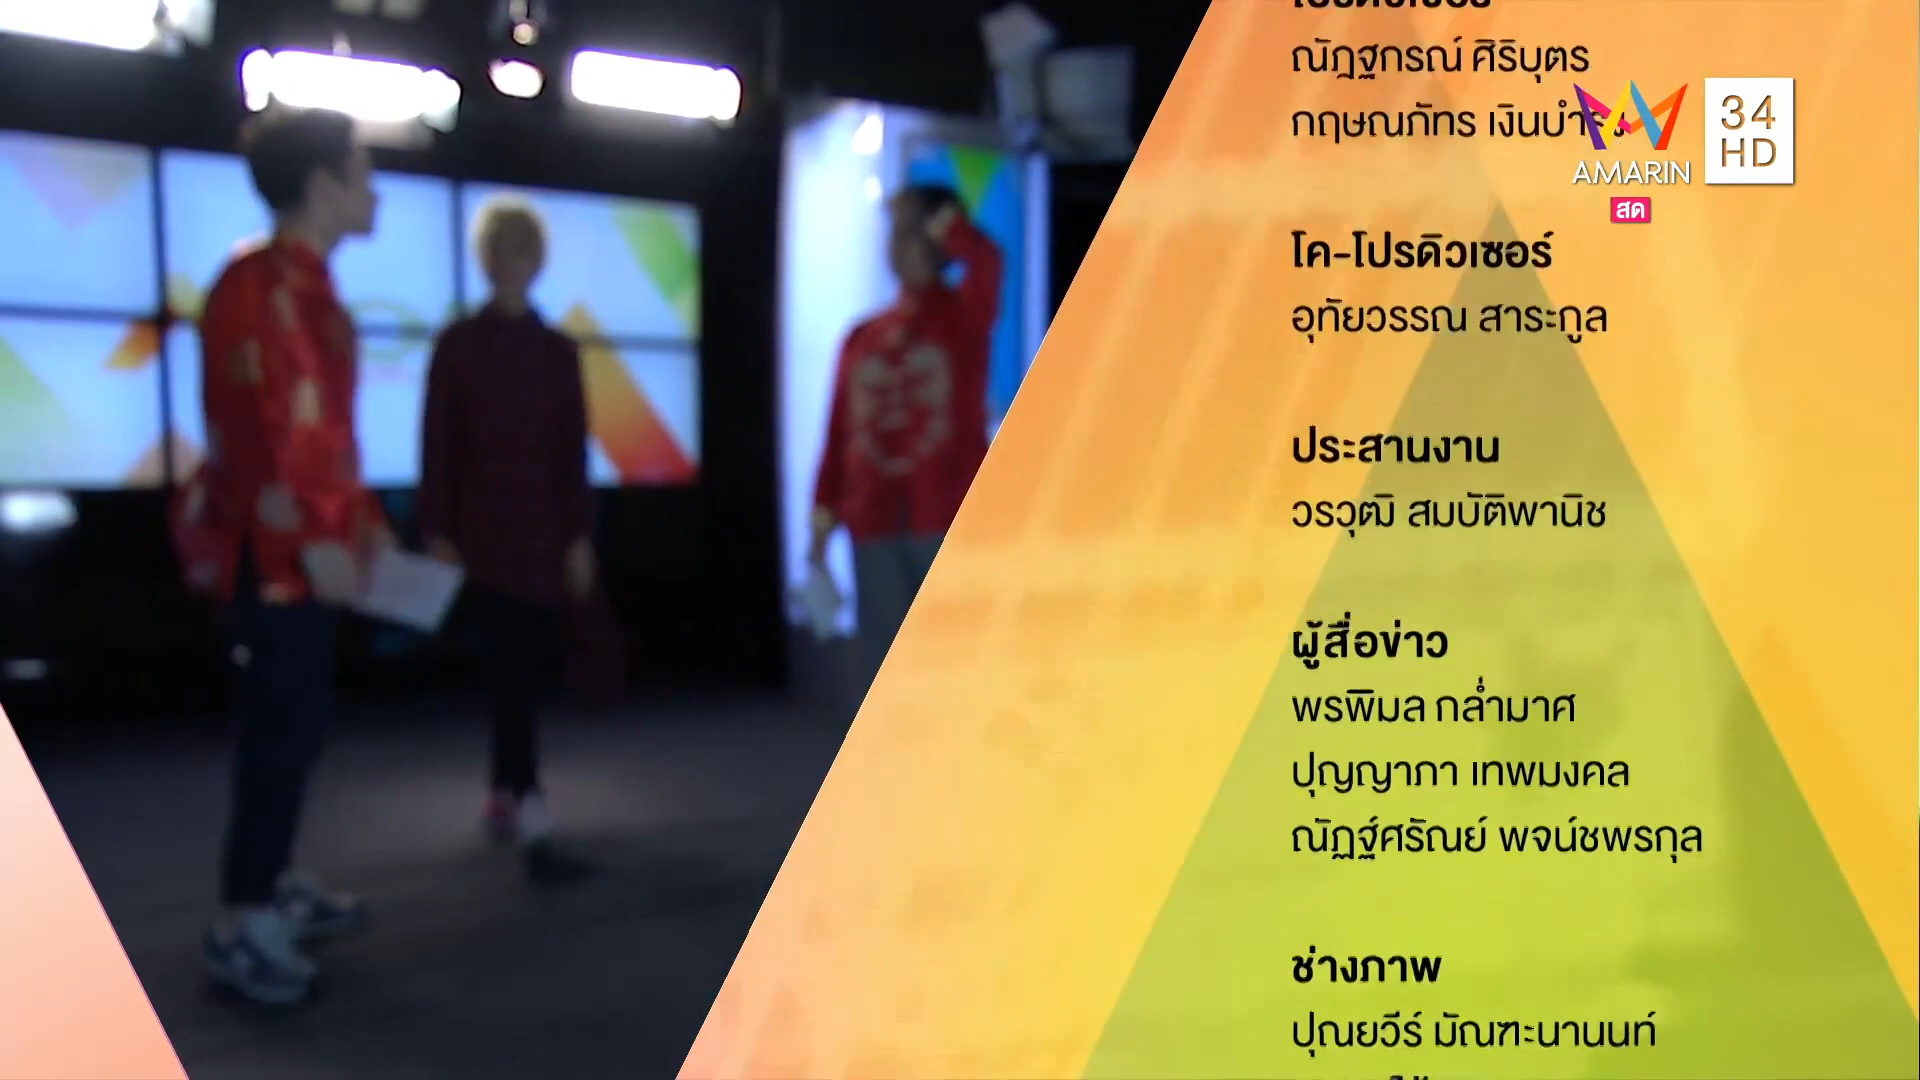 ณัฎฐกรณ์ ศิริบุตร
กฤษณภัทร
AMARIN
34
HD
สด
โค-โปรดิวเซอร์
อุทัยวรรณ สาระกูล
ประสานงาน
วรวุฒิ สมบัติพานิช
ผู้สื่อข่าว
พรพิมล กล่ำมาศ
ปุญญาภา เทพมงคล
ณัฏฐ์ศรัณย์ พจน์ชพรกุล
ช่างภาพ
ปุณยวีร์ มัณฑะนานนท์